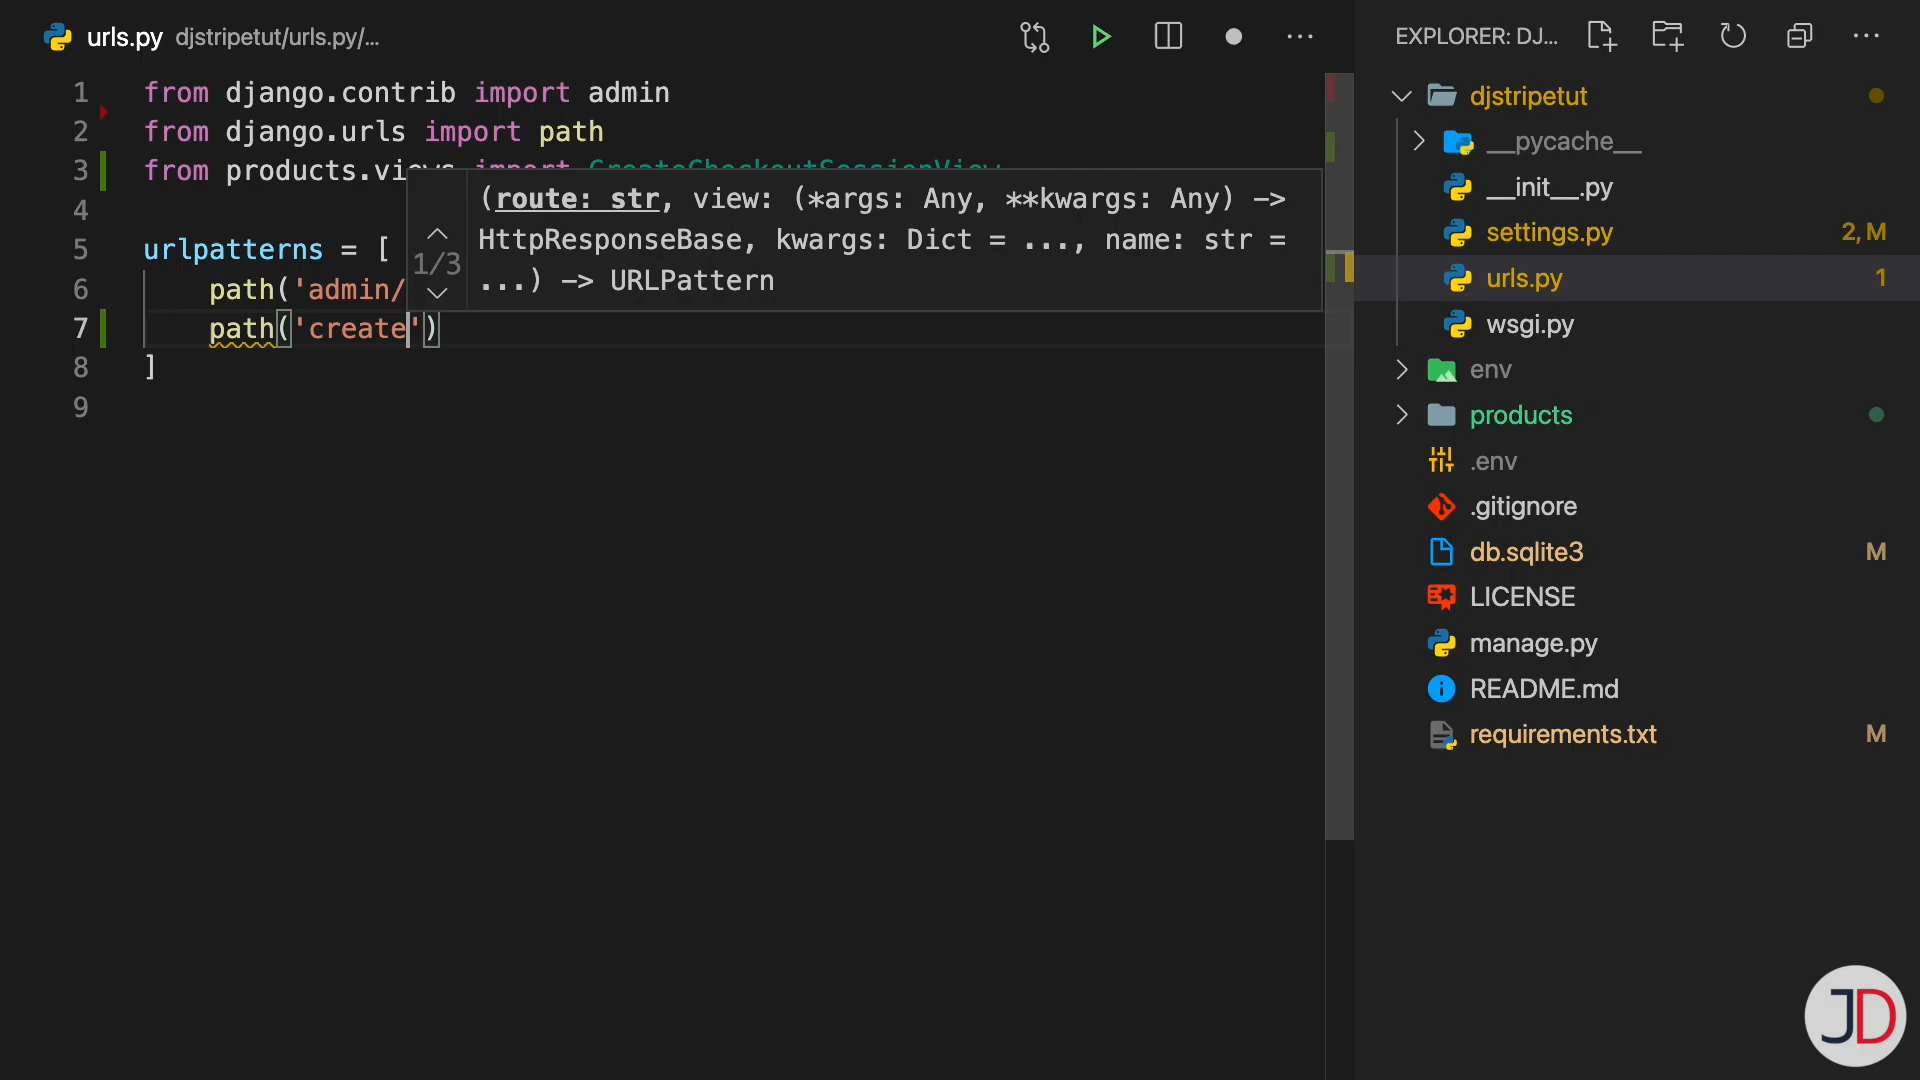 urls.py djstripetut/urls.py/...
EXPLORER: DJ...
1 from django.contrib import admin
2 from django.urls import path
3 from products.views import CreateCheckoutSessionView
4
5 urlpatterns = [
6 path('admin/
7 path('create')
8 ]
9
1/3
(route: str, view: (*args: Any, **kwargs: Any) ->
HttpResponseBase, kwargs: Dict = ..., name: str =
...) -> URLPattern
djstripetut
__pycache__
__init__.py
settings.py 2, M
urls.py 1
wsgi.py
env
products
.env
.gitignore
db.sqlite3 M
LICENSE
manage.py
README.md
requirements.txt M
JD